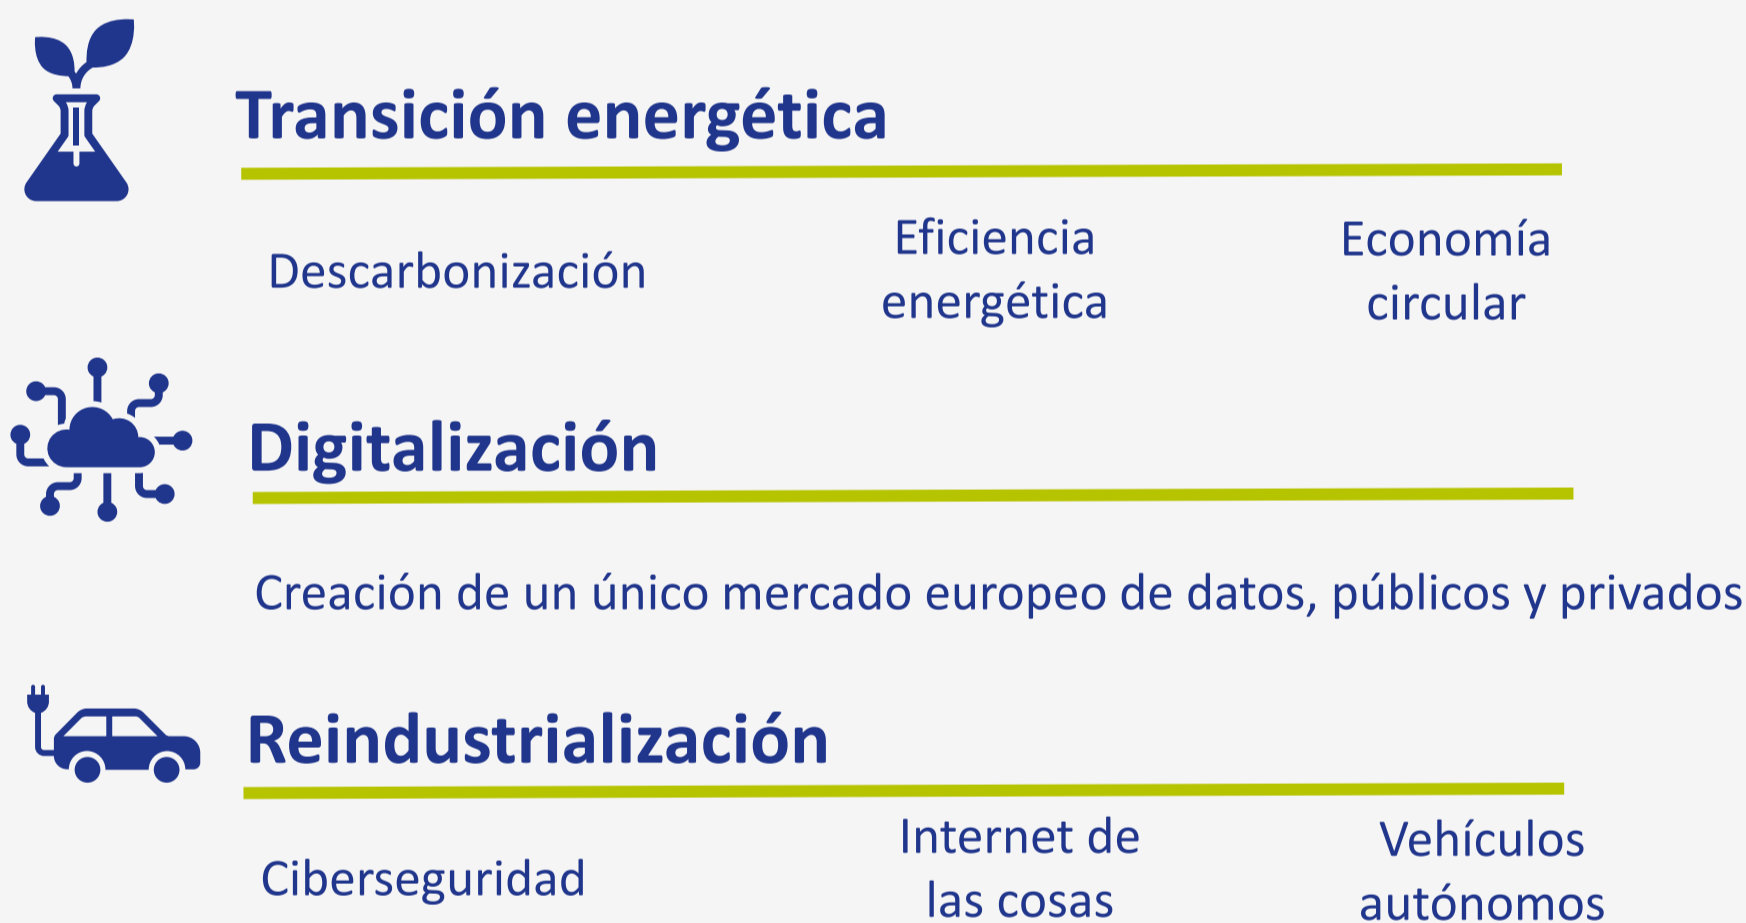 Transición energética
Descarbonización
Eficiencia
energética
Economía
circular
Digitalización
Creación de un único mercado europeo de datos, públicos y privados
Reindustrialización
Ciberseguridad
Internet de
las cosas
Vehículos
autónomos